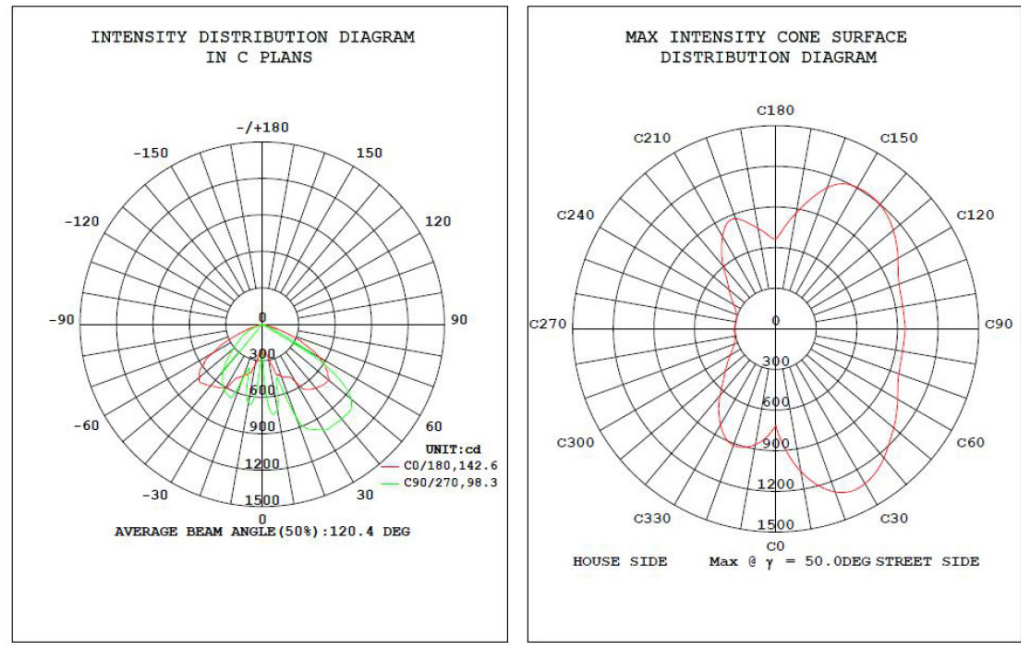 INTENSITY DISTRIBUTION DIAGRAM
IN C PLANS
-/+180
-150
150
-120
120
-90
0
90
300
-60
600
60
900
UNIT:cd
1200
C0/180,142.6
-30
30
C90/270,98.3
1500
0
AVERAGE BEAM ANGLE(50%):120.4 DEG
MAX INTENSITY CONE SURFACE
DISTRIBUTION DIAGRAM
C180
C210
C150
C240
C120
C270
0
C90
300
600
C300
C60
900
1200
C330
C30
1500
C0
HOUSE SIDE
Max @ γ = 50.0DEG
STREET SIDE